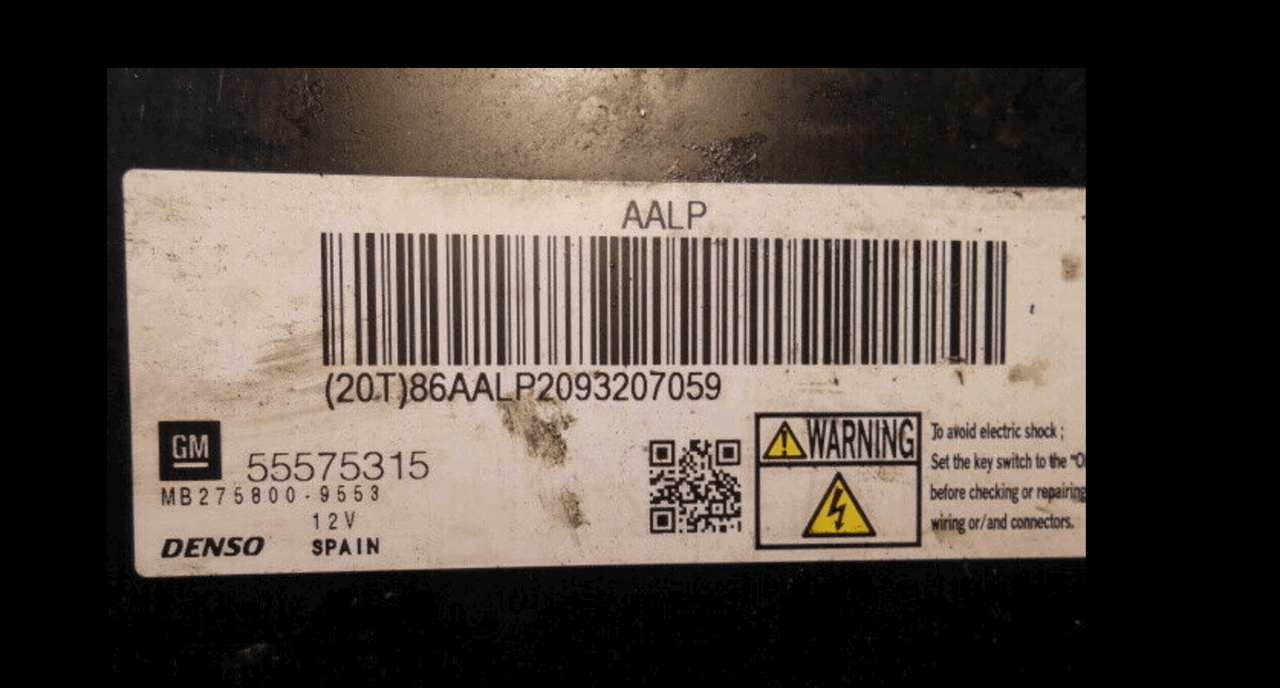 AALP
(20T)86AALP2093207059
GM
55575315
MB275800-9553
12V
DENSO SPAIN
WARNING
To avoid electric shock ;
Set the key switch to the "O
before checking or repairing
wiring or/and connectors.